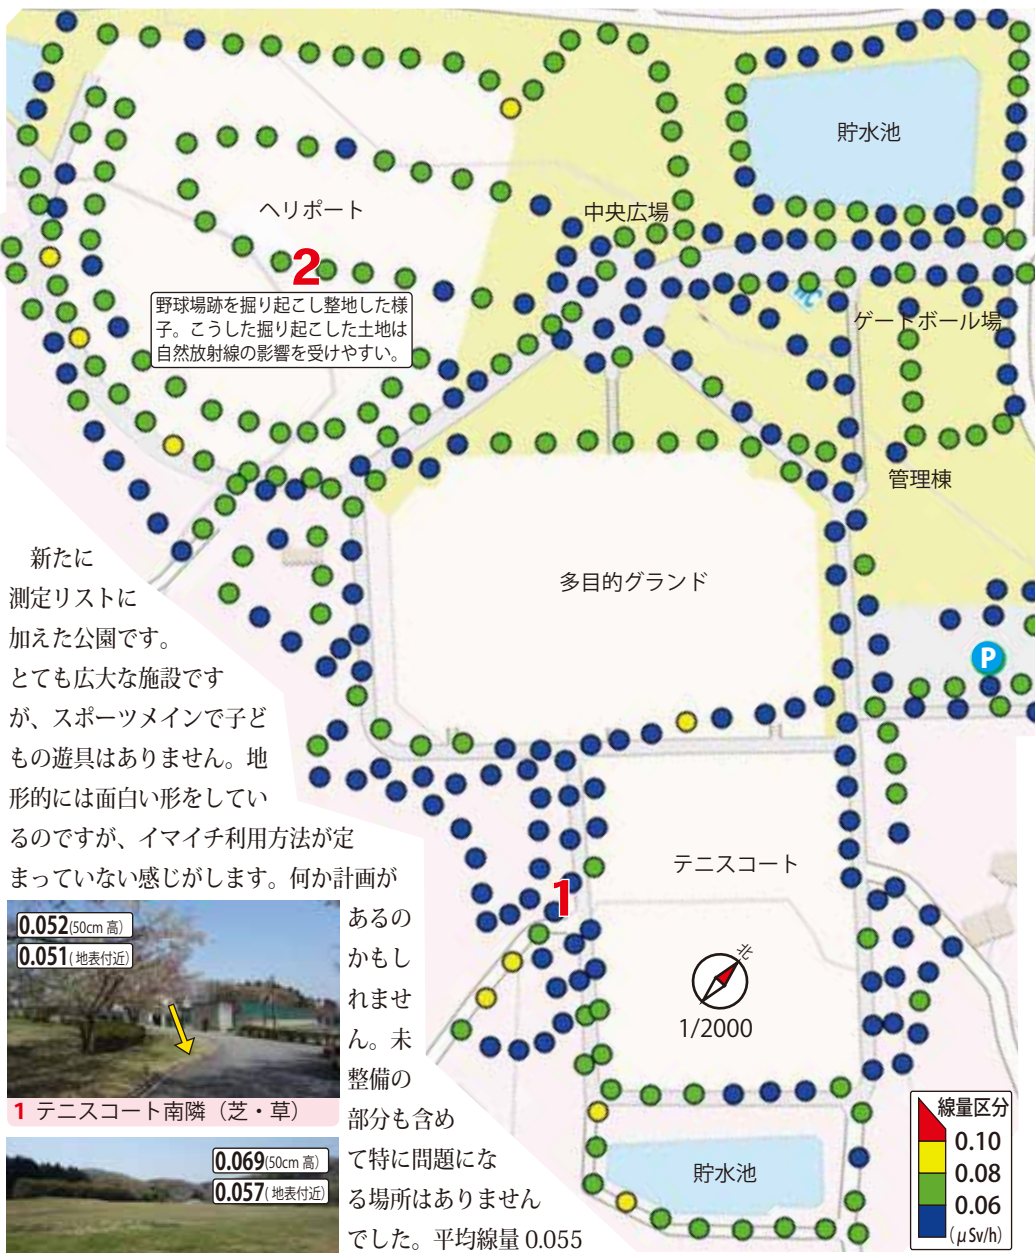 貯水池
ヘリポート
中央広場
2
野球場跡を掘り起こし整地した様
子。こうした掘り起こした土地は
自然放射線の影響を受けやすい。
ゲートボール場
管理棟
多目的グランド
P
新たに
測定リストに
加えた公園です。
とても広大な施設です
が、スポーツメインで子ど
もの遊具はありません。地
形的には面白い形をしてい
るのですが、イマイチ利用方法が定
まっていない感じがします。何か計画が
あるの
かもし
れませ
ん。未
整備の
部分も含め
て特に問題にな
る場所はありません
でした。平均線量 0.055
0.052(50cm 高)
0.051(地表付近)
1 テニスコート南隣（芝・草）
0.069(50cm 高)
0.057(地表付近)
テニスコート
1
北
1/2000
貯水池
線量区分
0.10
0.08
0.06
(μSv/h)